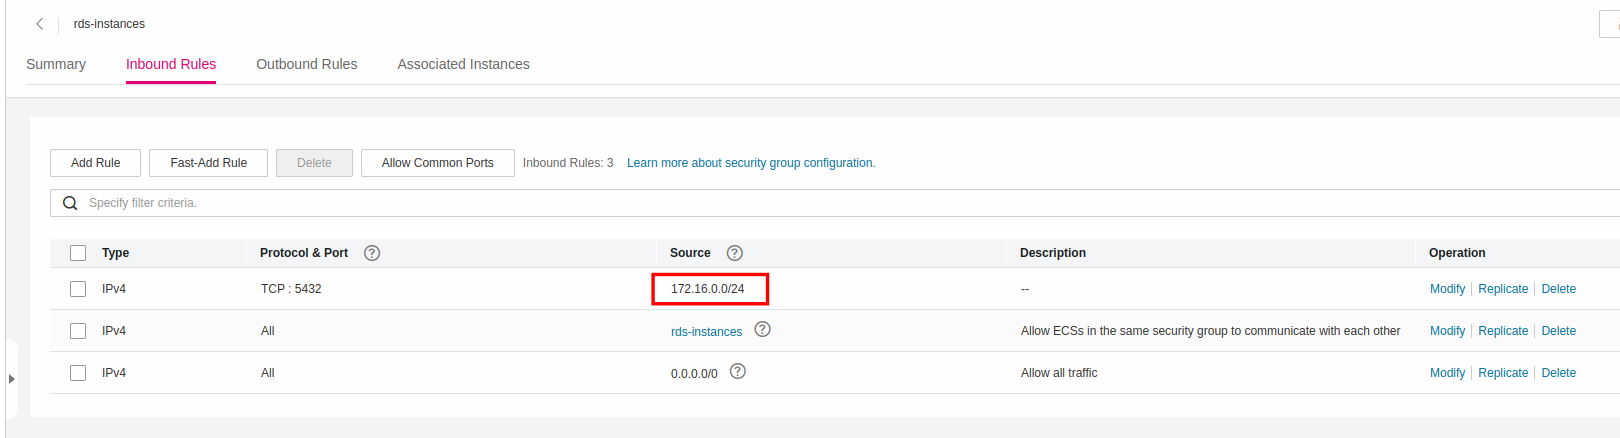 rds-instances
Summary Inbound Rules Outbound Rules Associated Instances
Add Rule Fast-Add Rule Delete Allow Common Ports Inbound Rules: 3 Learn more about security group configuration.
Specify filter criteria.
Type Protocol & Port ? Source ? Description Operation
IPv4 TCP : 5432 172.16.0.0/24 -- Modify Replicate Delete
IPv4 All rds-instances ? Allow ECSs in the same security group to communicate with each other Modify Replicate Delete
IPv4 All 0.0.0.0/0 ? Allow all traffic Modify Replicate Delete